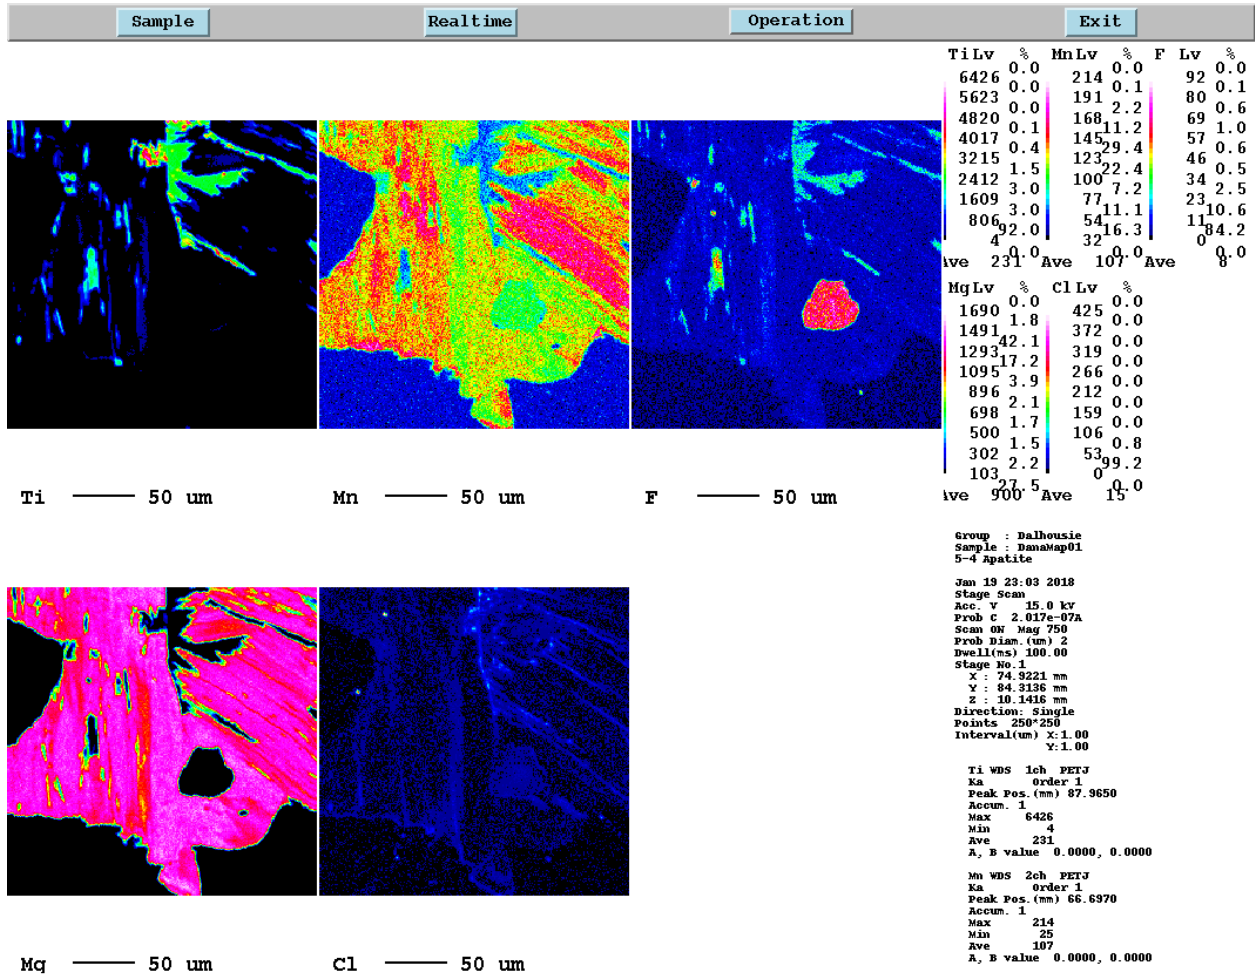 Sample Realtime Operation Exit
Ti Lv % Mn Lv % F Lv %
0.0 0.0 0.0
6426 214 92
0.0 0.1 0.1
5623 191 80
0.0 2.2 0.6
4820 168 69
0.1 11.2 1.0
4017 145 57
0.4 29.4 0.6
3215 123 46
1.5 22.4 0.5
2412 100 34
3.0 7.2 2.5
1609 77 23
3.0 11.1 10.6
806 54 11
92.0 16.3 84.2
4 32 0
0.0 0.0 0.0
Ave 231 Ave 107 Ave 8
Mg Lv % Cl Lv %
0.0 0.0
1690 425
1.8 0.0
1491 372
42.1 0.0
1293 319
17.2 0.0
1095 266
3.9 0.0
896 212
2.1 0.0
698 159
1.7 0.0
500 106
1.5 0.8
302 53
2.2 99.2
103 0
27.5 0.0
Ave 900 Ave 15
Ti 50 um Mn 50 um F 50 um
Group : Dalhousie
Sample : DanaMap01
5-4 Apatite
Jan 19 23:03 2018
Stage Scan
Acc. V 15.0 kV
Prob C 2.017e-07A
Scan ON Mag 750
Prob Diam.(um) 2
Dwell(ms) 100.00
Stage No.1
X : 74.9221 mm
Y : 84.3136 mm
Z : 10.1416 mm
Direction: Single
Points 250*250
Interval(um) X:1.00
Y:1.00
Ti WDS 1ch PETJ
Ka Order 1
Peak Pos.(mm) 87.9650
Accum. 1
Max 6426
Min 4
Ave 231
A, B value 0.0000, 0.0000
Mn WDS 2ch PETJ
Ka Order 1
Peak Pos.(mm) 66.6970
Accum. 1
Max 214
Min 25
Ave 107
A, B value 0.0000, 0.0000
Mg 50 um Cl 50 um